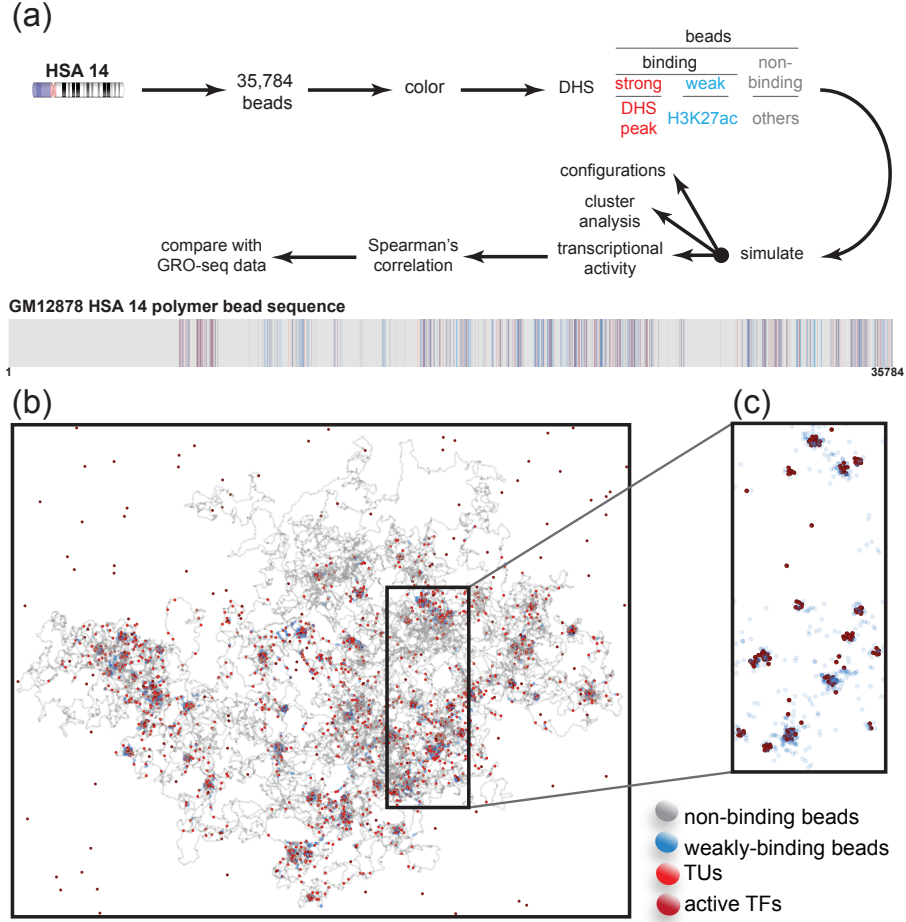 (a)
beads
HSA 14
35,784
beads
color
DHS
binding
non-
binding
strong
weak
DHS
peak
H3K27ac
others
configurations
cluster
analysis
compare with
GRO-seq data
Spearman's
correlation
transcriptional
activity
simulate
GM12878 HSA 14 polymer bead sequence
1
35784
(b)
(c)
non-binding beads
weakly-binding beads
TUs
active TFs